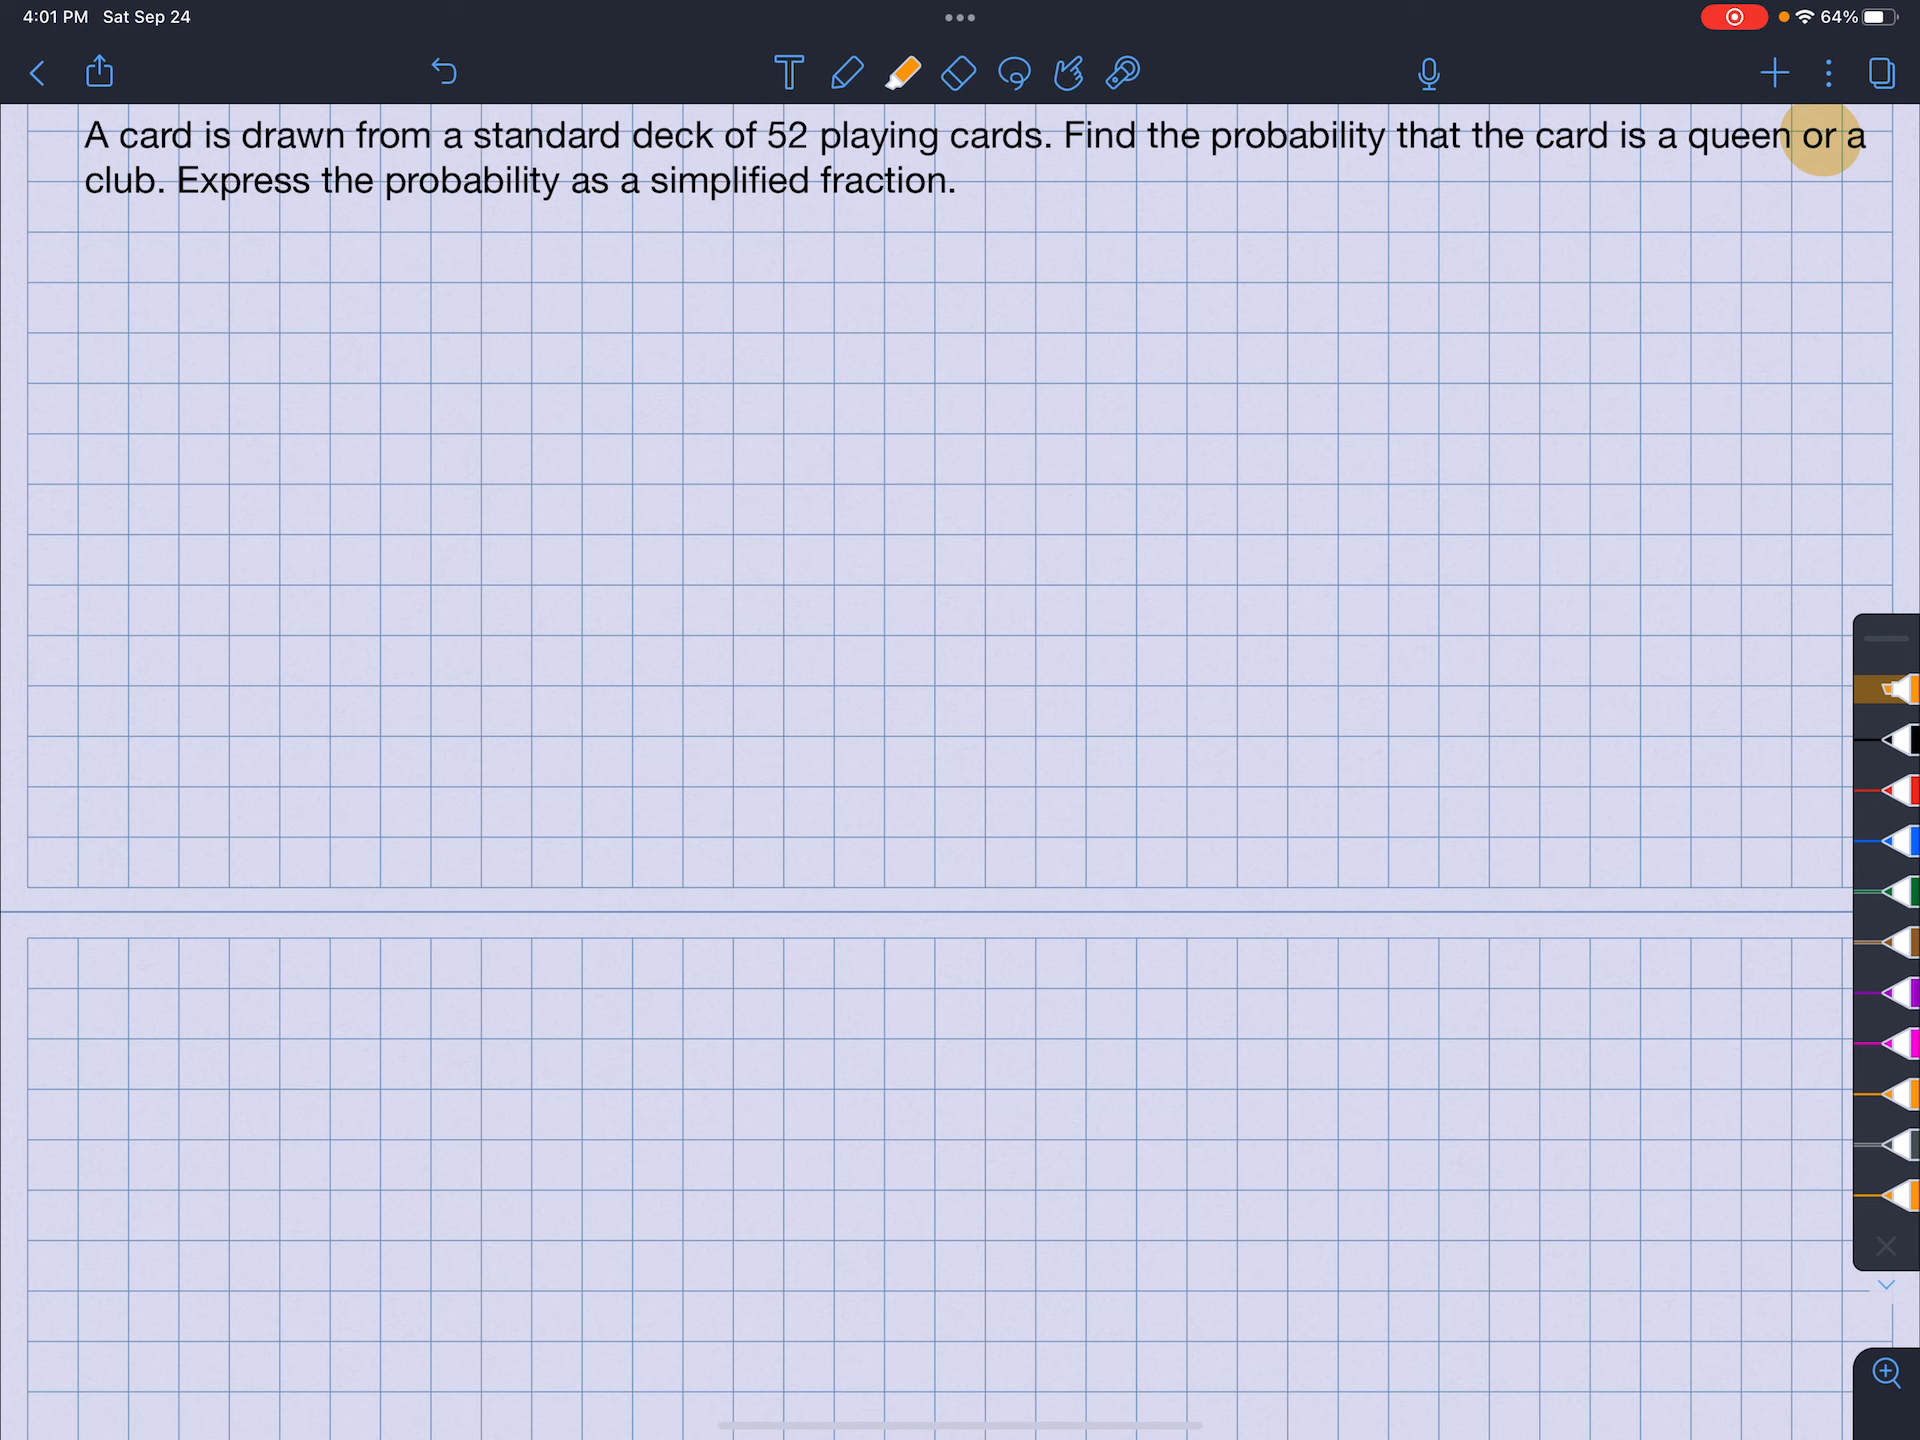 4:01 PM Sat Sep 24
64%
A card is drawn from a standard deck of 52 playing cards. Find the probability that the card is a queen or a
club. Express the probability as a simplified fraction.